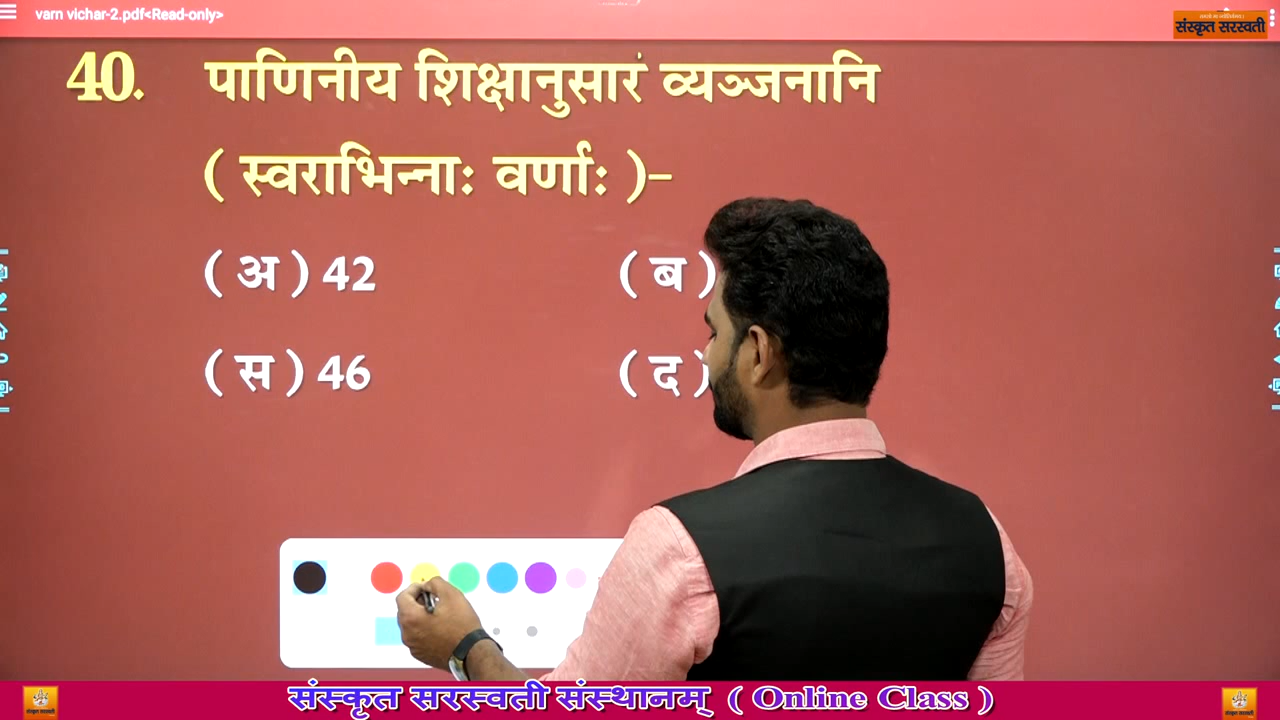 varn vichar-2.pdf<Read-only>
संस्कृत सरस्वती
40. पाणिनीय शिक्षानुसारं व्यञ्जनानि
( स्वराभिन्नाः वर्णाः )-
( अ ) 42 ( ब )
( स ) 46 ( द )
संस्कृत सरस्वती संस्थानम् ( Online Class )